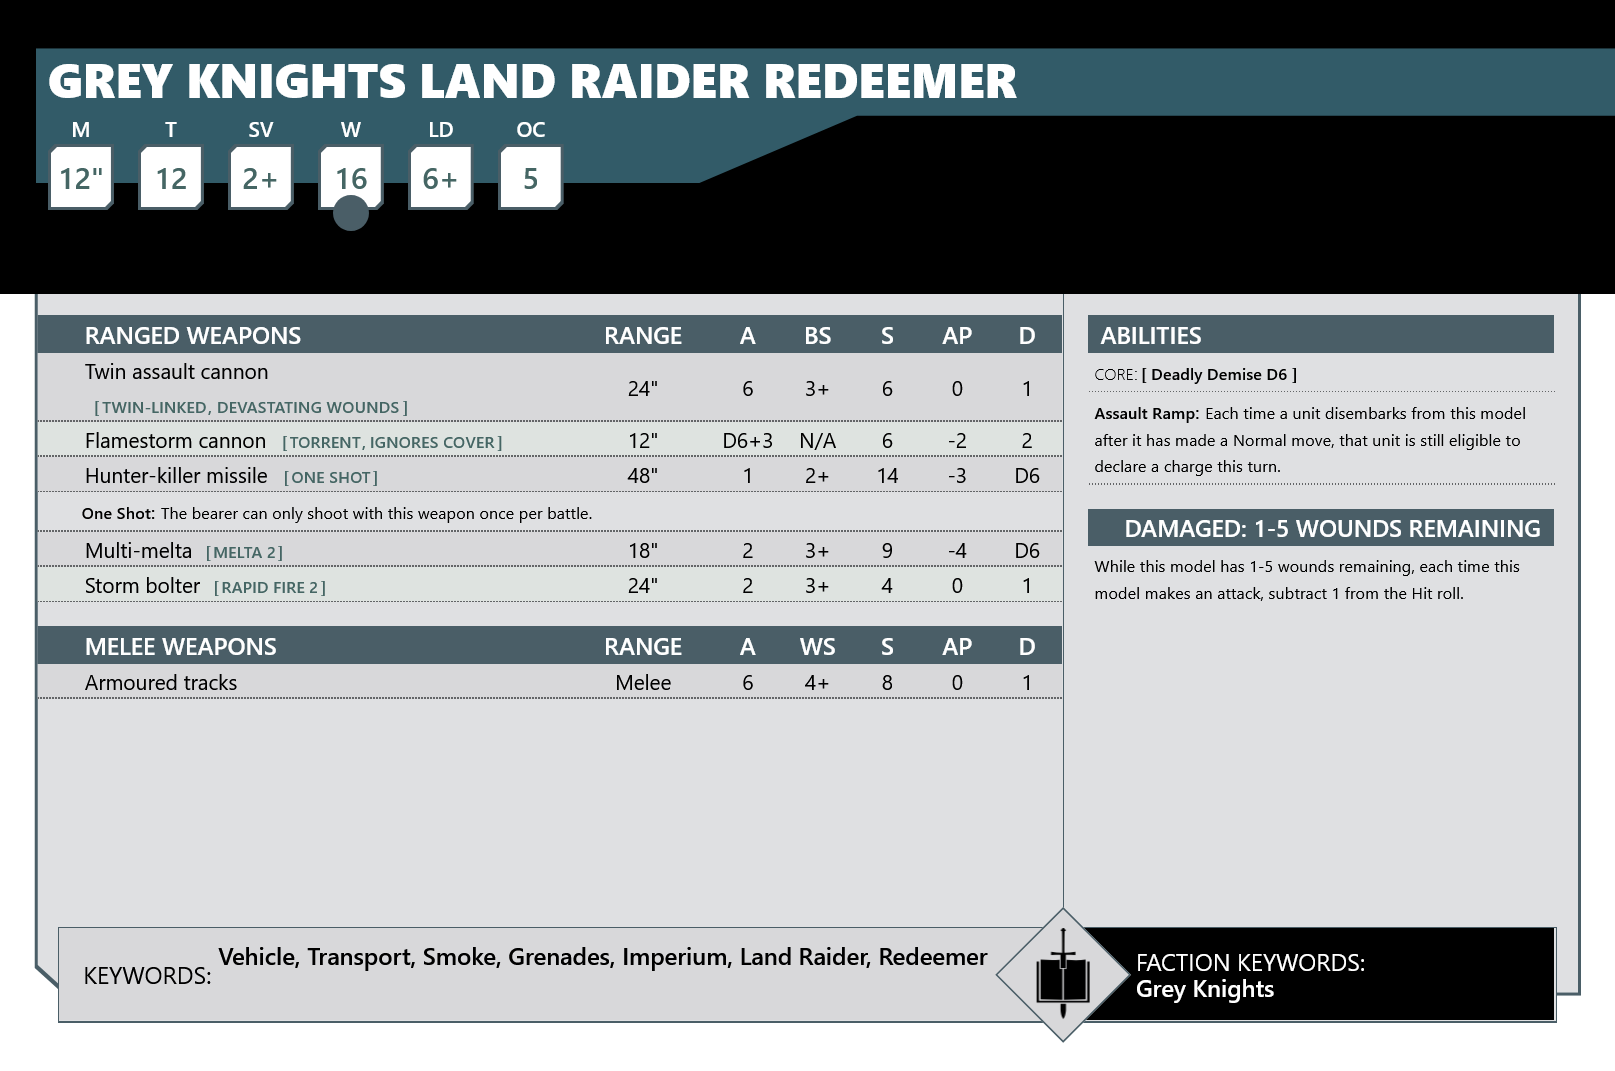 GREY KNIGHTS LAND RAIDER REDEEMER
M T SV W LD OC
12" 12 2+ 16 6+ 5
RANGED WEAPONS RANGE A BS S AP D
Twin assault cannon
[TWIN-LINKED, DEVASTATING WOUNDS] 24" 6 3+ 6 0 1
Flamestorm cannon [TORRENT, IGNORES COVER] 12" D6+3 N/A 6 -2 2
Hunter-killer missile [ONE SHOT] 48" 1 2+ 14 -3 D6
One Shot: The bearer can only shoot with this weapon once per battle.
Multi-melta [MELTA 2] 18" 2 3+ 9 -4 D6
Storm bolter [RAPID FIRE 2] 24" 2 3+ 4 0 1
MELEE WEAPONS RANGE A WS S AP D
Armoured tracks Melee 6 4+ 8 0 1
ABILITIES
CORE: [ Deadly Demise D6 ]
Assault Ramp: Each time a unit disembarks from this model
after it has made a Normal move, that unit is still eligible to
declare a charge this turn.
DAMAGED: 1-5 WOUNDS REMAINING
While this model has 1-5 wounds remaining, each time this
model makes an attack, subtract 1 from the Hit roll.
KEYWORDS: Vehicle, Transport, Smoke, Grenades, Imperium, Land Raider, Redeemer
FACTION KEYWORDS:
Grey Knights